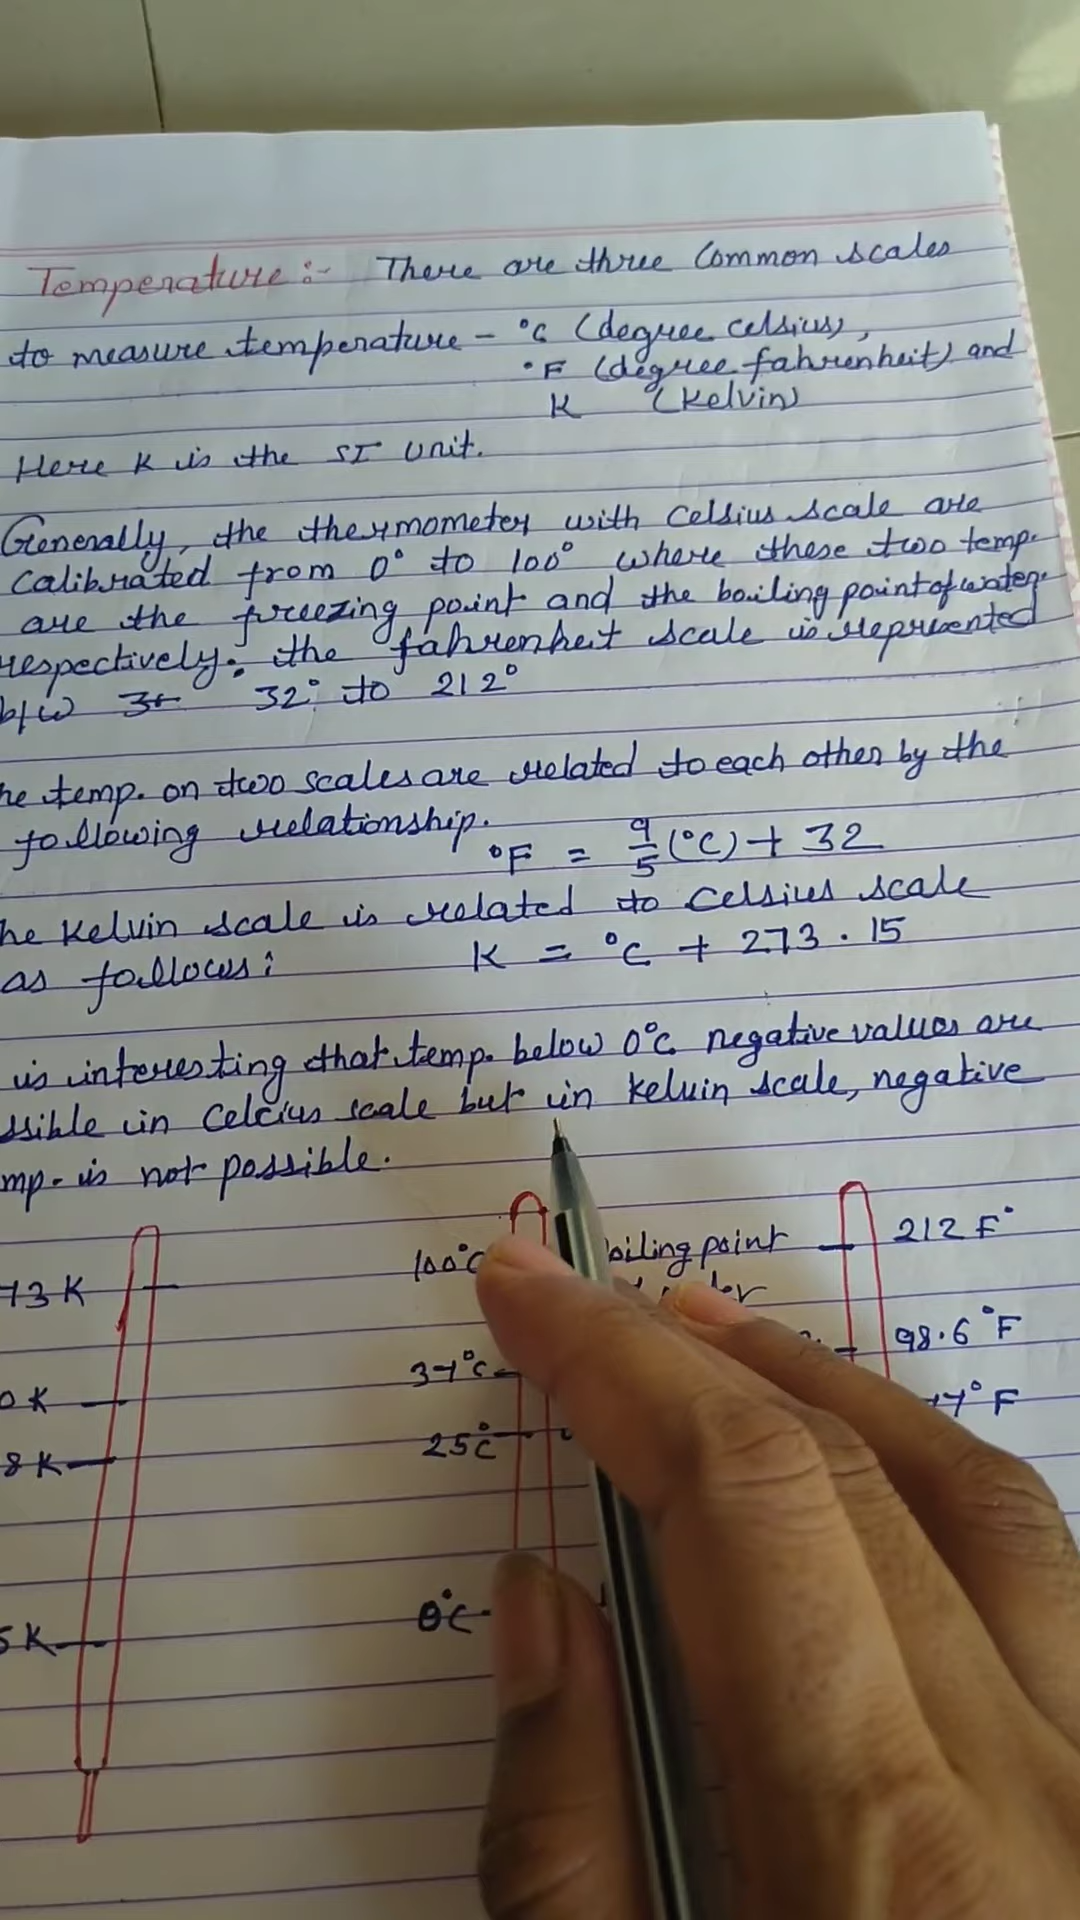 Temperature:- There are three Common scales
to measure temperature - °C (degree celsius),
°F (degree fahrenheit) and
K (Kelvin)
Here K is the SI unit.
Generally, the thermometer with Celsius scale are
Calibrated from 0° to 100° where these two temp.
are the freezing point and the boiling point of water
respectively. the fahrenheit scale is represented
b/w 32° to 212°
he temp. on two scales are related to each other by the
following relationship.
°F = 9/5 (°C) + 32
he Kelvin scale is related to Celsius scale
as follows:
K = °C + 273.15
is interesting that temp. below 0°C negative values are
ssible in Celcius scale but in Kelvin scale, negative
mp. is not possible.
73 K
100°C
oiling point
212 F°
0 K
37°C
98.6 °F
8 K
25°C
7°F
5 K
0°C